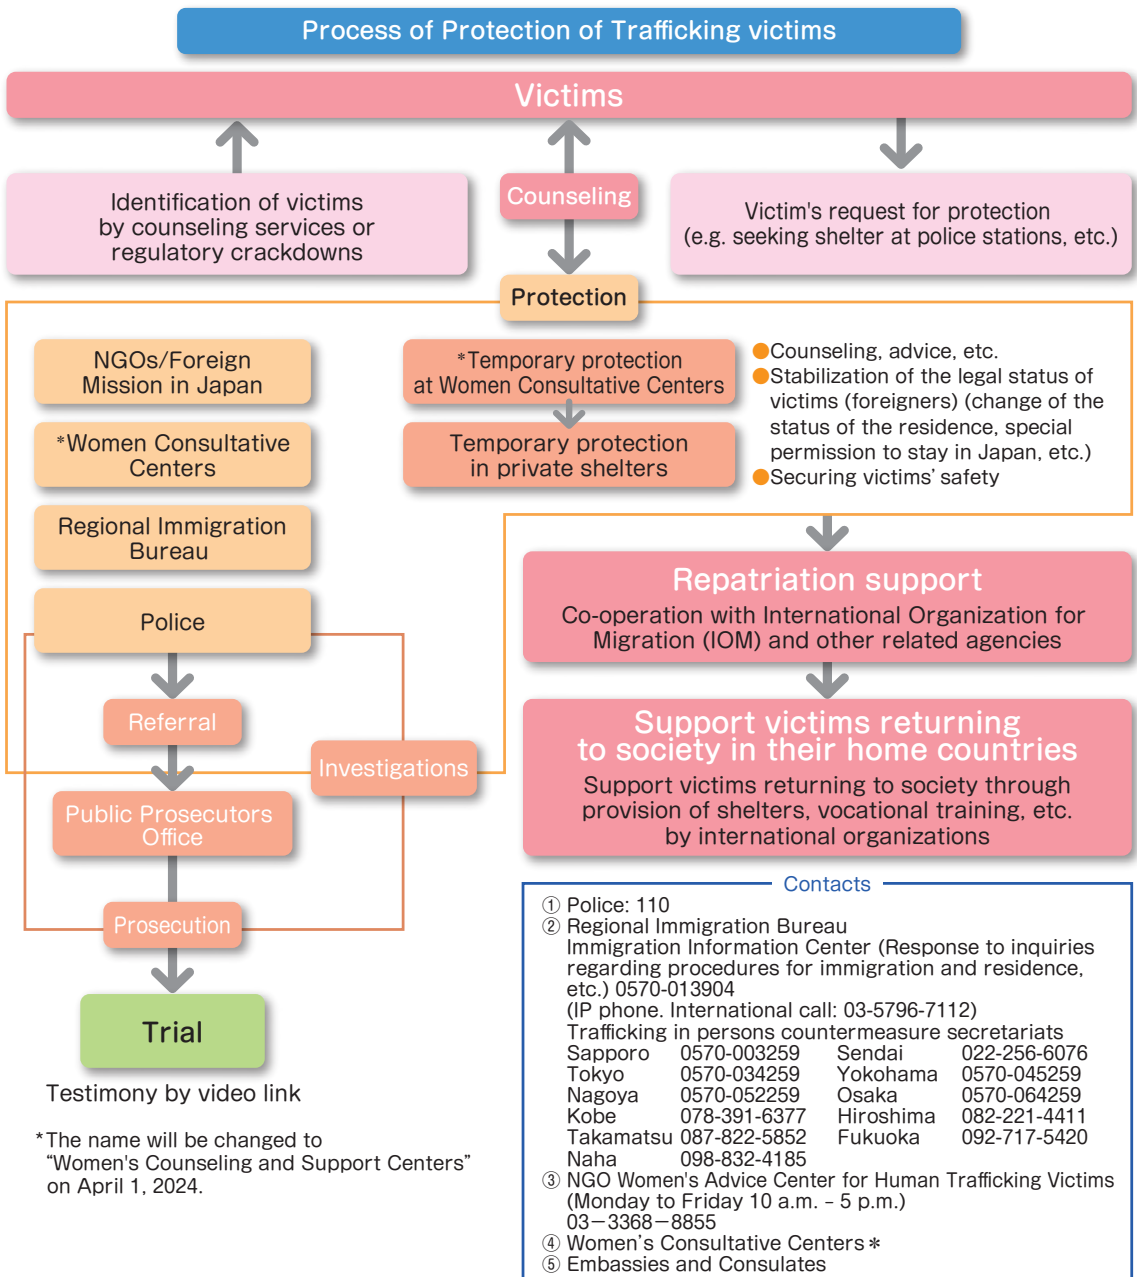 Process of Protection of Trafficking victims
Victims
Identification of victims
by counseling services or
regulatory crackdowns
Counseling
Victim's request for protection
(e.g. seeking shelter at police stations, etc.)
Protection
NGOs/Foreign
Mission in Japan
*Women Consultative
Centers
Regional Immigration
Bureau
Police
*Temporary protection
at Women Consultative Centers
Temporary protection
in private shelters
●Counseling, advice, etc.
●Stabilization of the legal status of
victims (foreigners) (change of the
status of the residence, special
permission to stay in Japan, etc.)
●Securing victims' safety
Referral
Investigations
Public Prosecutors
Office
Prosecution
Trial
Testimony by video link
*The name will be changed to
“Women's Counseling and Support Centers”
on April 1, 2024.
Repatriation support
Co-operation with International Organization for
Migration (IOM) and other related agencies
Support victims returning
to society in their home countries
Support victims returning to society through
provision of shelters, vocational training, etc.
by international organizations
Contacts
① Police: 110
② Regional Immigration Bureau
Immigration Information Center (Response to inquiries
regarding procedures for immigration and residence,
etc.) 0570-013904
(IP phone. International call: 03-5796-7112)
Trafficking in persons countermeasure secretariats
Sapporo 0570-003259 Sendai 022-256-6076
Tokyo 0570-034259 Yokohama 0570-045259
Nagoya 0570-052259 Osaka 0570-064259
Kobe 078-391-6377 Hiroshima 082-221-4411
Takamatsu 087-822-5852 Fukuoka 092-717-5420
Naha 098-832-4185
③ NGO Women's Advice Center for Human Trafficking Victims
(Monday to Friday 10 a.m. – 5 p.m.)
03−3368−8855
④ Women's Consultative Centers *
⑤ Embassies and Consulates